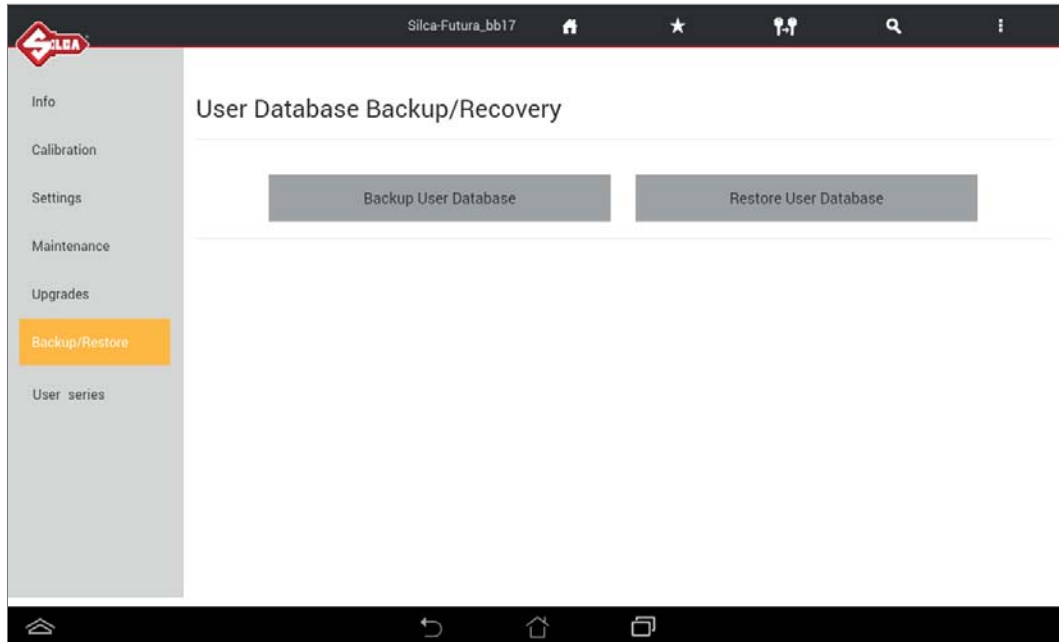 Silca-Futura_bb17
SILCA
Info
Calibration
Settings
Maintenance
Upgrades
Backup/Restore
User series
User Database Backup/Recovery
Backup User Database
Restore User Database